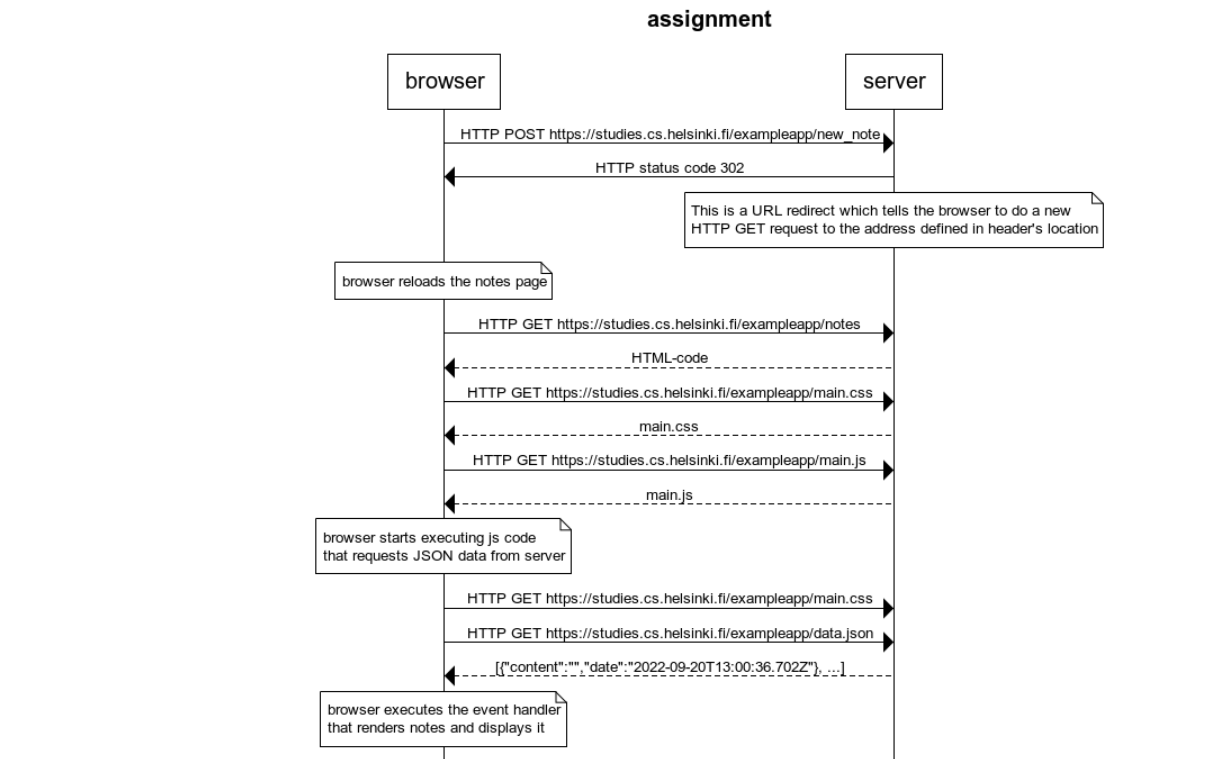 assignment
browser
server
HTTP POST https://studies.cs.helsinki.fi/exampleapp/new_note
HTTP status code 302
This is a URL redirect which tells the browser to do a new
HTTP GET request to the address defined in header's location
browser reloads the notes page
HTTP GET https://studies.cs.helsinki.fi/exampleapp/notes
HTML-code
HTTP GET https://studies.cs.helsinki.fi/exampleapp/main.css
main.css
HTTP GET https://studies.cs.helsinki.fi/exampleapp/main.js
main.js
browser starts executing js code
that requests JSON data from server
HTTP GET https://studies.cs.helsinki.fi/exampleapp/main.css
HTTP GET https://studies.cs.helsinki.fi/exampleapp/data.json
[{"content":"","date":"2022-09-20T13:00:36.702Z"}, ...]
browser executes the event handler
that renders notes and displays it